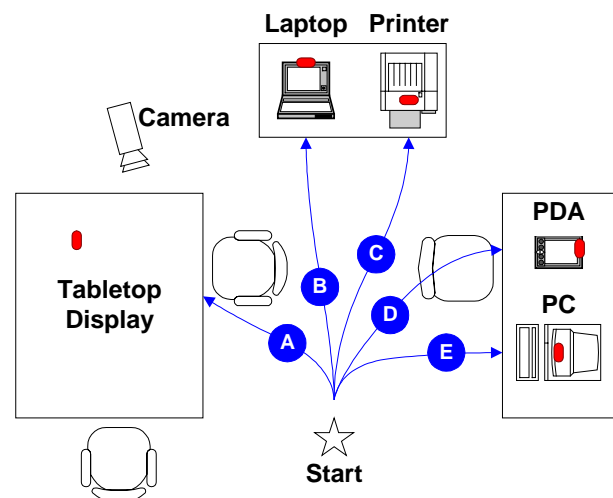 Laptop
Printer
Camera
PDA
Tabletop
Display
PC
A
B
C
D
E
Start